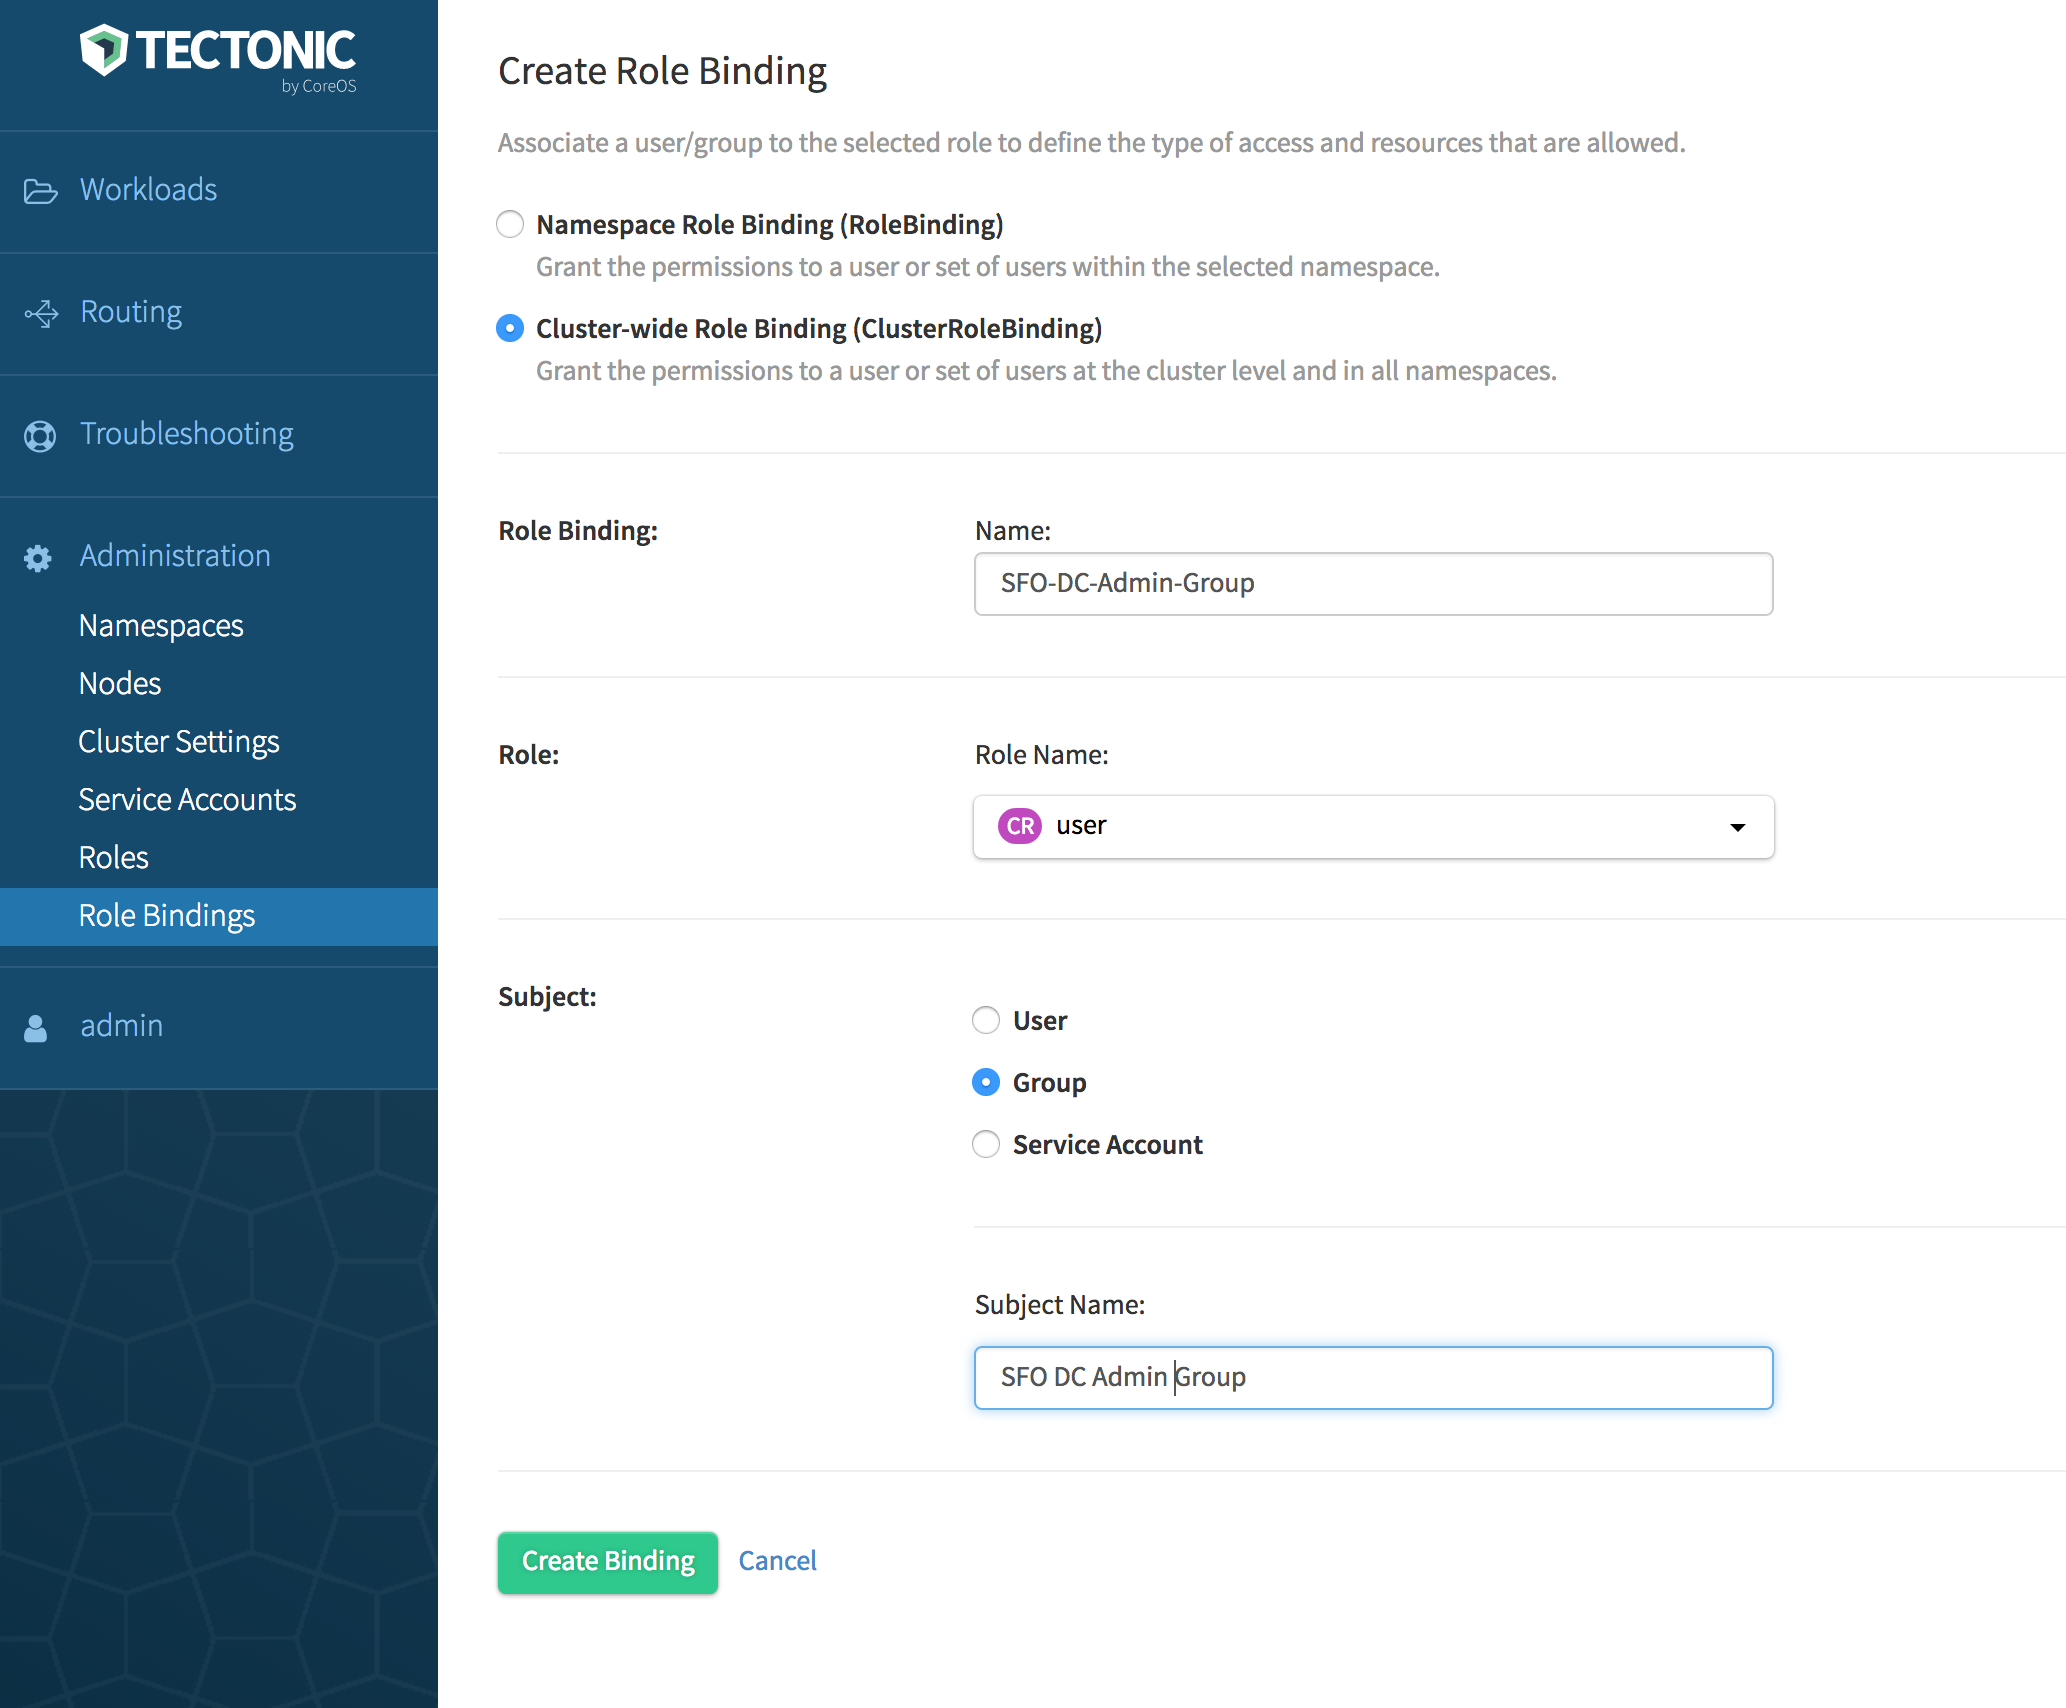 TECTONIC
by CoreOS
Workloads
Routing
Troubleshooting
Administration
Namespaces
Nodes
Cluster Settings
Service Accounts
Roles
Role Bindings
admin
Create Role Binding
Associate a user/group to the selected role to define the type of access and resources that are allowed.
Namespace Role Binding (RoleBinding)
Grant the permissions to a user or set of users within the selected namespace.
Cluster-wide Role Binding (ClusterRoleBinding)
Grant the permissions to a user or set of users at the cluster level and in all namespaces.
Role Binding:
Name:
SFO-DC-Admin-Group
Role:
Role Name:
CR user
Subject:
User
Group
Service Account
Subject Name:
SFO DC Admin Group
Create Binding Cancel